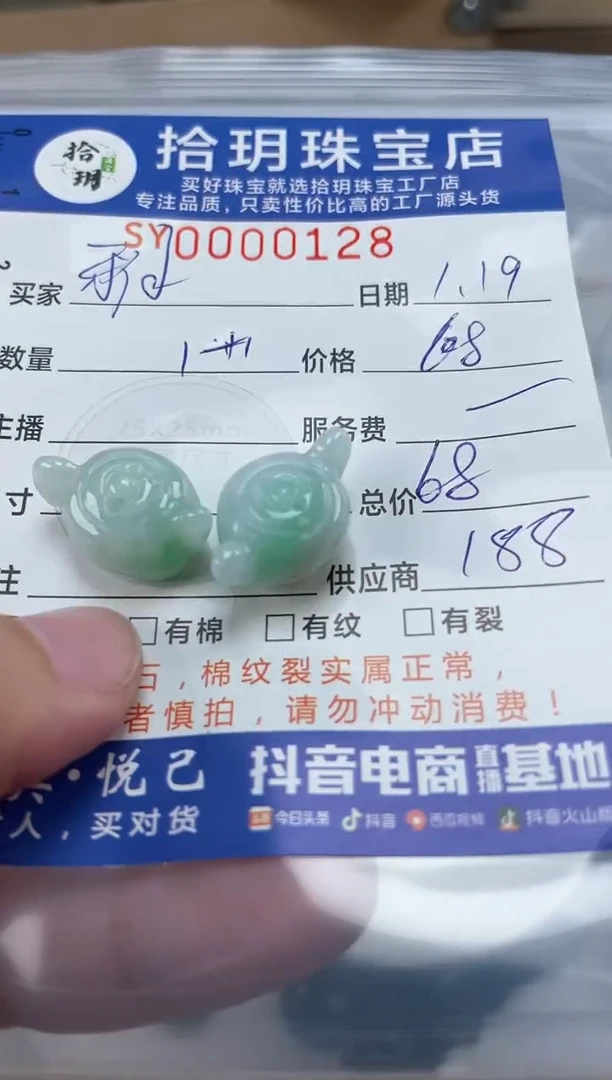 拾玥
拾玥珠宝店
买好珠宝就选拾玥珠宝工厂店
专注品质，只卖性价比高的工厂源头货
SY0000128
买家 日期 1.19
数量 1 价格 68
主播 服务费
寸 总价 68
注 供应商 188
□有棉 □有纹 □有裂
石，棉纹裂实属正常，
者慎拍，请勿冲动消费！
·悦己 抖音电商直播基地
人，买对货 今日头条 抖音 西瓜视频 抖音火山